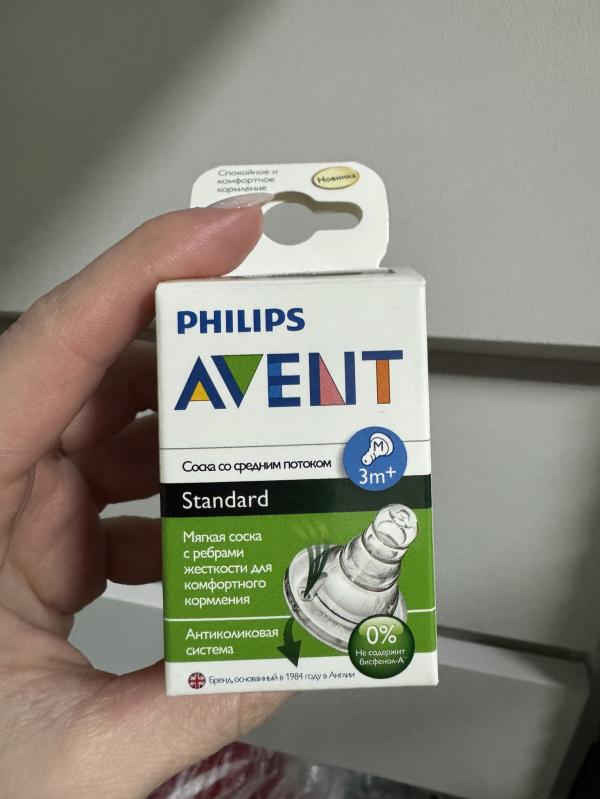 Спокойное и
комфортное
кормление
Новинка
PHILIPS
AVENT
Соска со средним потоком
M
3m+
Standard
Мягкая соска
с ребрами
жесткости для
комфортного
кормления
Антиколиковая
система
0%
Не содержит
бисфенол-А
Бренд, основанный в 1984 году в Англии